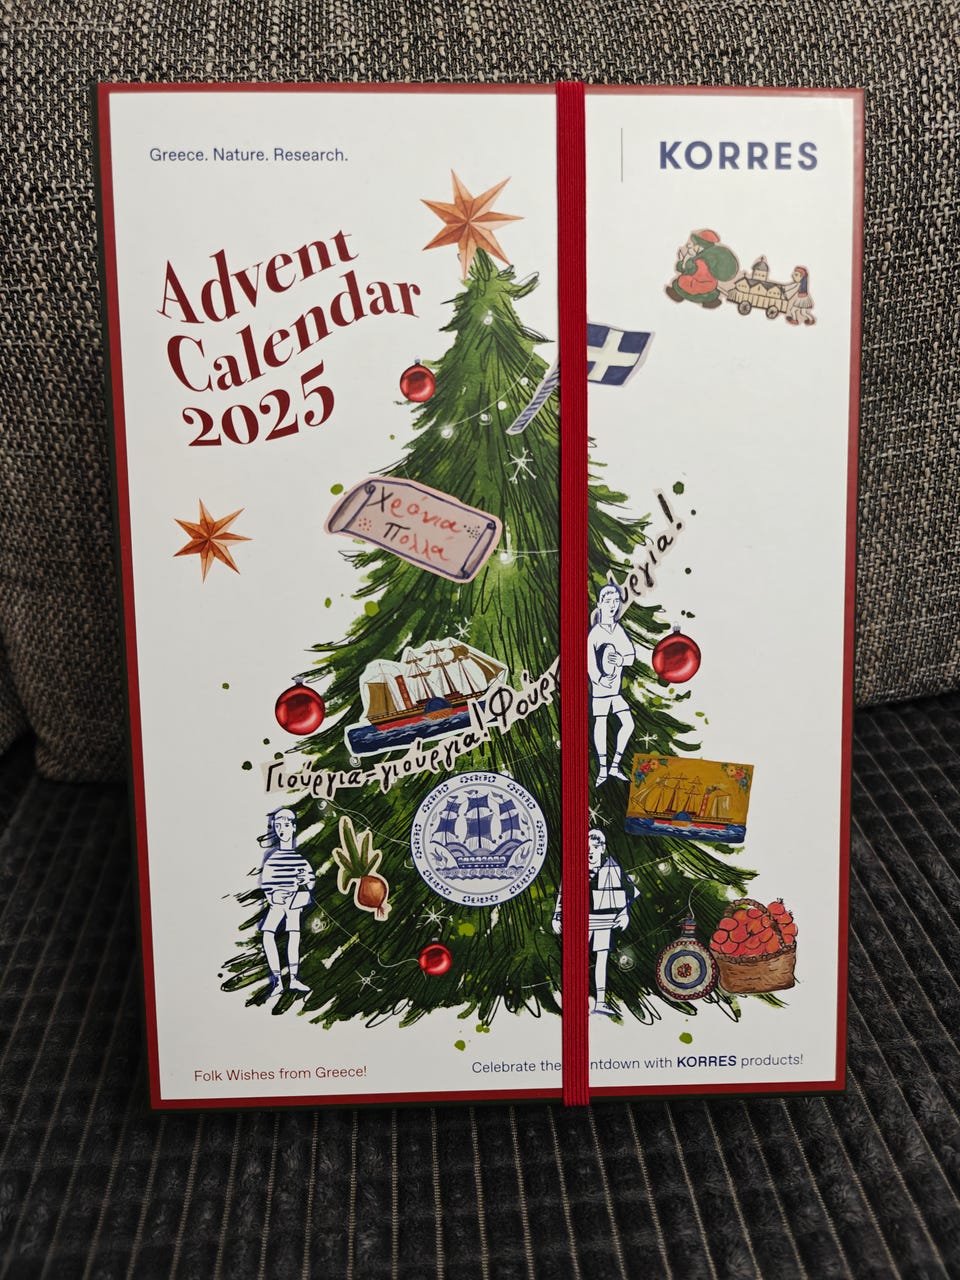 Greece. Nature. Research.
KORRES
Advent
Calendar
2025
Χρόνια
Πολλά
Γιούργια-γιούργια!
Folk Wishes from Greece!
Celebrate the with KORRES products!